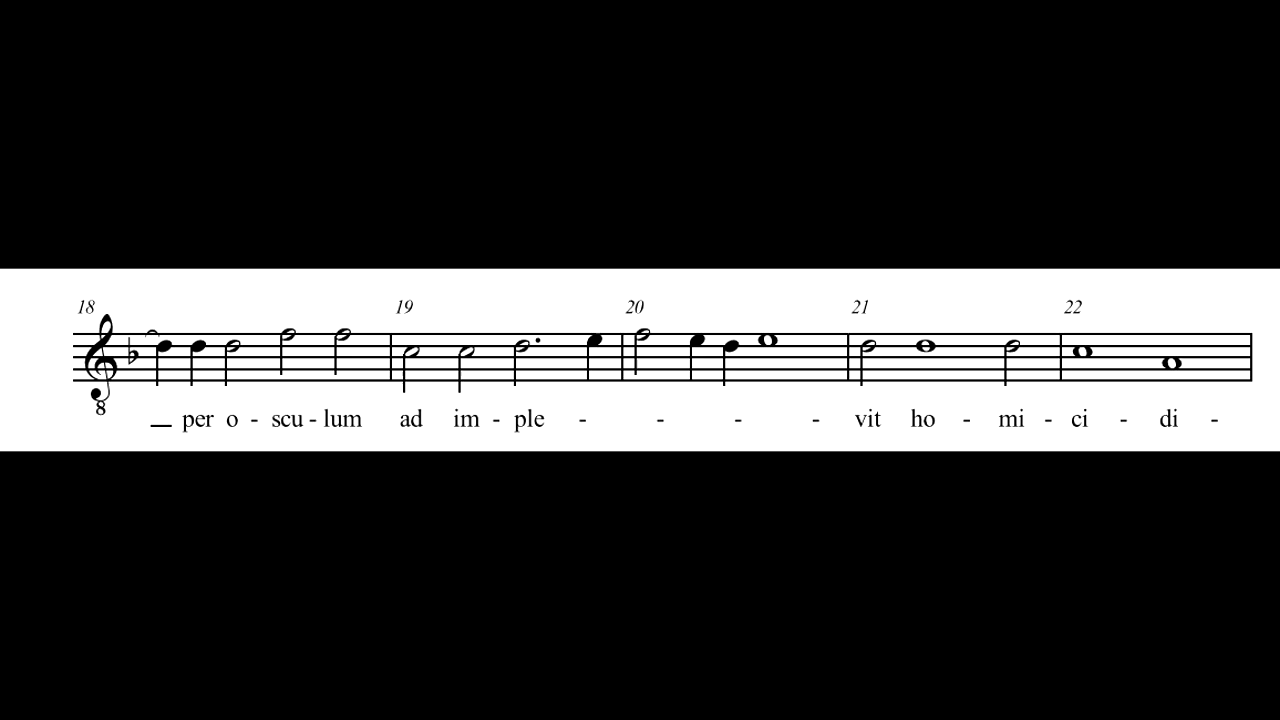 18 19 20 21 22
8
_ per o - scu - lum ad im - ple - - - - vit ho - mi - ci - di -